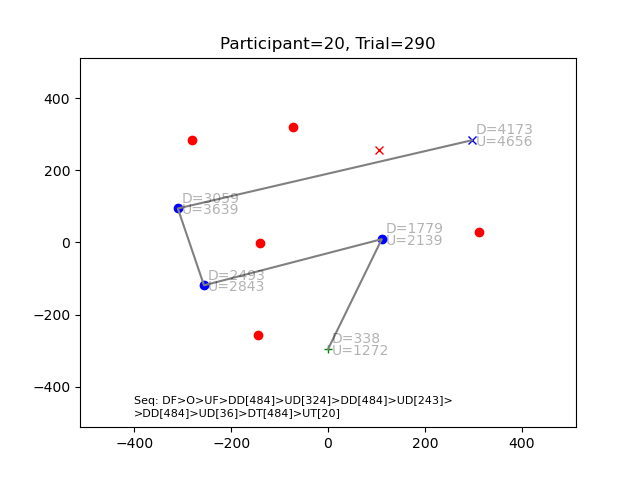 Participant=20, Trial=290
400
200
0
−200
−400
D=4173
U=4656
D=3059
U=3639
D=1779
U=2139
D=2493
U=2843
D=338
U=1272
Seq: DF>O>UF>DD[484]>UD[324]>DD[484]>UD[243]>
>DD[484]>UD[36]>DT[484]>UT[20]
−400 −200 0 200 400